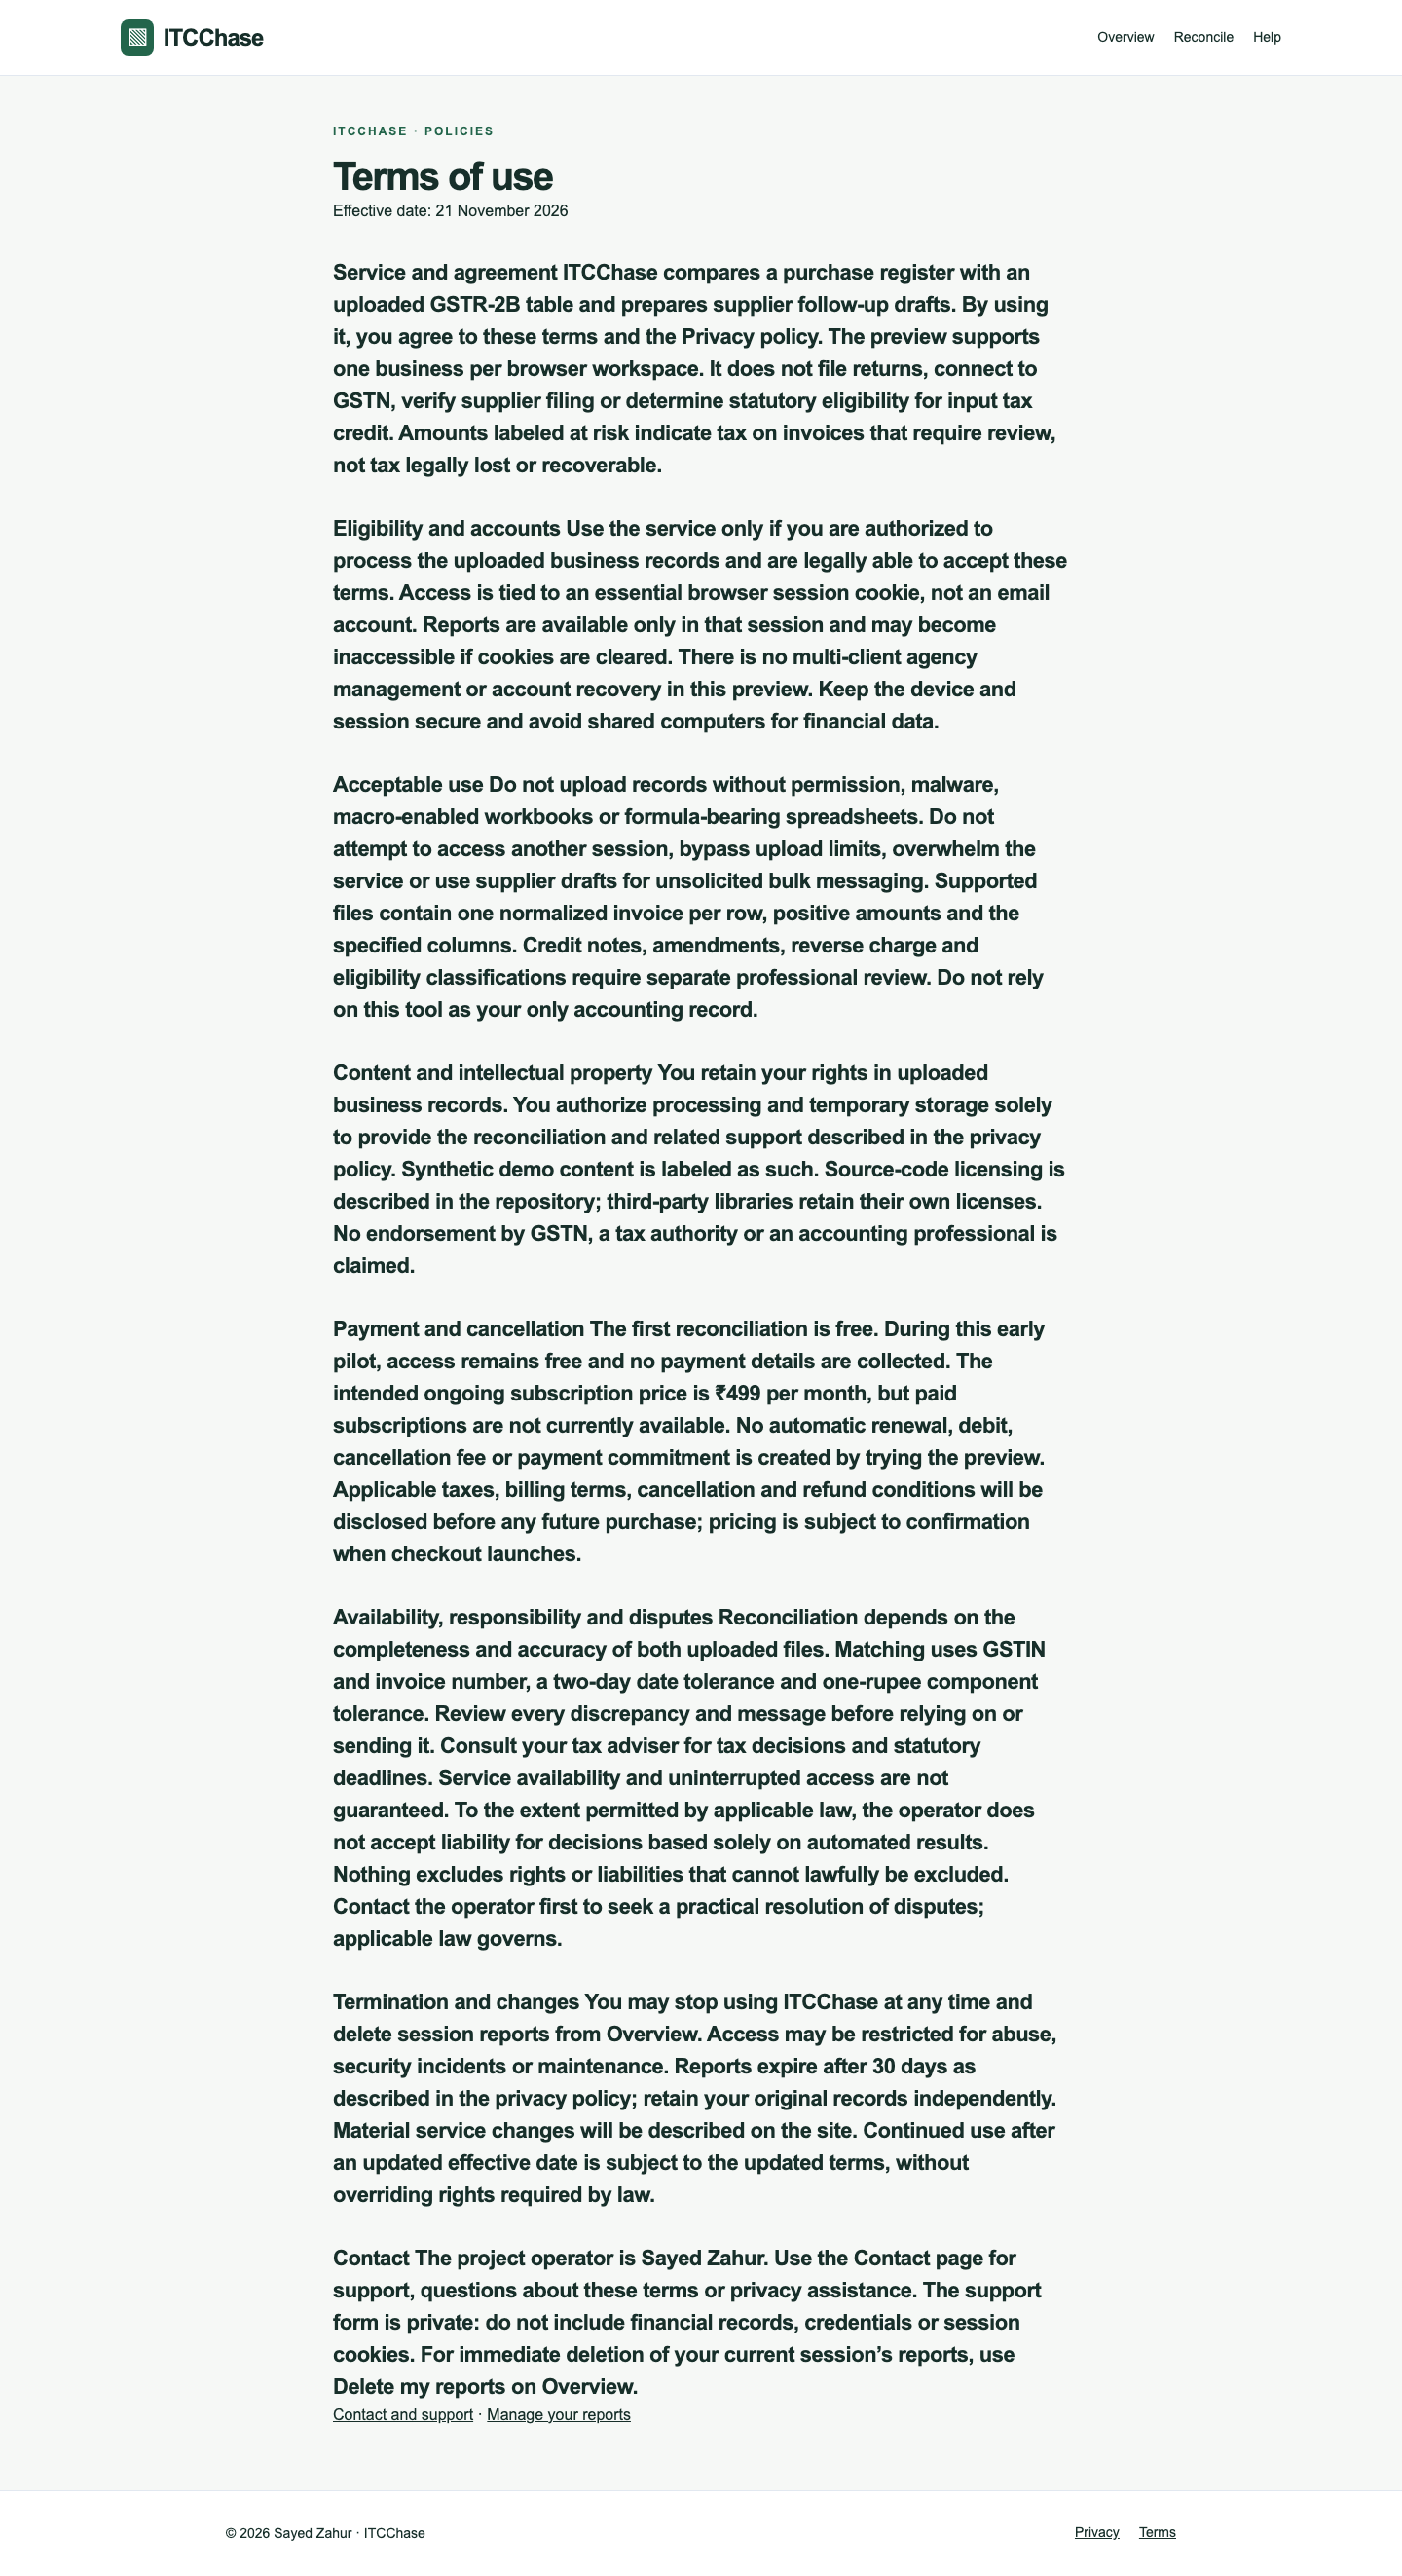 ITCChase
Overview Reconcile Help
ITCCHASE · POLICIES
Terms of use
Effective date: 21 November 2026
Service and agreement ITCChase compares a purchase register with an
uploaded GSTR-2B table and prepares supplier follow-up drafts. By using
it, you agree to these terms and the Privacy policy. The preview supports
one business per browser workspace. It does not file returns, connect to
GSTN, verify supplier filing or determine statutory eligibility for input tax
credit. Amounts labeled at risk indicate tax on invoices that require review,
not tax legally lost or recoverable.
Eligibility and accounts Use the service only if you are authorized to
process the uploaded business records and are legally able to accept these
terms. Access is tied to an essential browser session cookie, not an email
account. Reports are available only in that session and may become
inaccessible if cookies are cleared. There is no multi-client agency
management or account recovery in this preview. Keep the device and
session secure and avoid shared computers for financial data.
Acceptable use Do not upload records without permission, malware,
macro-enabled workbooks or formula-bearing spreadsheets. Do not
attempt to access another session, bypass upload limits, overwhelm the
service or use supplier drafts for unsolicited bulk messaging. Supported
files contain one normalized invoice per row, positive amounts and the
specified columns. Credit notes, amendments, reverse charge and
eligibility classifications require separate professional review. Do not rely
on this tool as your only accounting record.
Content and intellectual property You retain your rights in uploaded
business records. You authorize processing and temporary storage solely
to provide the reconciliation and related support described in the privacy
policy. Synthetic demo content is labeled as such. Source-code licensing is
described in the repository; third-party libraries retain their own licenses.
No endorsement by GSTN, a tax authority or an accounting professional is
claimed.
Payment and cancellation The first reconciliation is free. During this early
pilot, access remains free and no payment details are collected. The
intended ongoing subscription price is ₹499 per month, but paid
subscriptions are not currently available. No automatic renewal, debit,
cancellation fee or payment commitment is created by trying the preview.
Applicable taxes, billing terms, cancellation and refund conditions will be
disclosed before any future purchase; pricing is subject to confirmation
when checkout launches.
Availability, responsibility and disputes Reconciliation depends on the
completeness and accuracy of both uploaded files. Matching uses GSTIN
and invoice number, a two-day date tolerance and one-rupee component
tolerance. Review every discrepancy and message before relying on or
sending it. Consult your tax adviser for tax decisions and statutory
deadlines. Service availability and uninterrupted access are not
guaranteed. To the extent permitted by applicable law, the operator does
not accept liability for decisions based solely on automated results.
Nothing excludes rights or liabilities that cannot lawfully be excluded.
Contact the operator first to seek a practical resolution of disputes;
applicable law governs.
Termination and changes You may stop using ITCChase at any time and
delete session reports from Overview. Access may be restricted for abuse,
security incidents or maintenance. Reports expire after 30 days as
described in the privacy policy; retain your original records independently.
Material service changes will be described on the site. Continued use after
an updated effective date is subject to the updated terms, without
overriding rights required by law.
Contact The project operator is Sayed Zahur. Use the Contact page for
support, questions about these terms or privacy assistance. The support
form is private: do not include financial records, credentials or session
cookies. For immediate deletion of your current session’s reports, use
Delete my reports on Overview.
Contact and support · Manage your reports
© 2026 Sayed Zahur · ITCChase
Privacy Terms